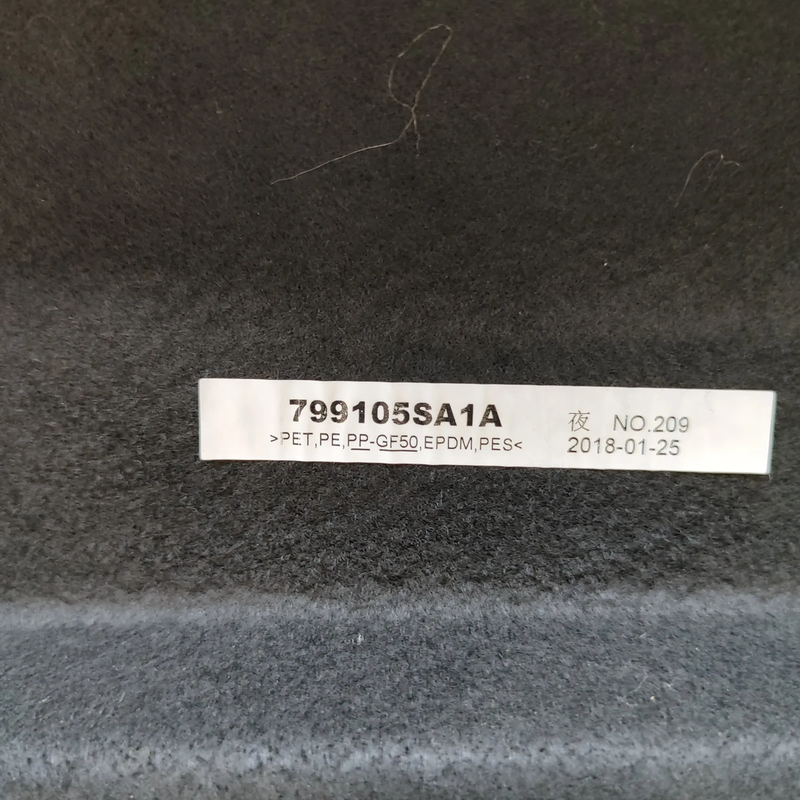 799105SA1A
>PET,PE,PP-GF50,EPDM,PES<
夜 NO.209
2018-01-25